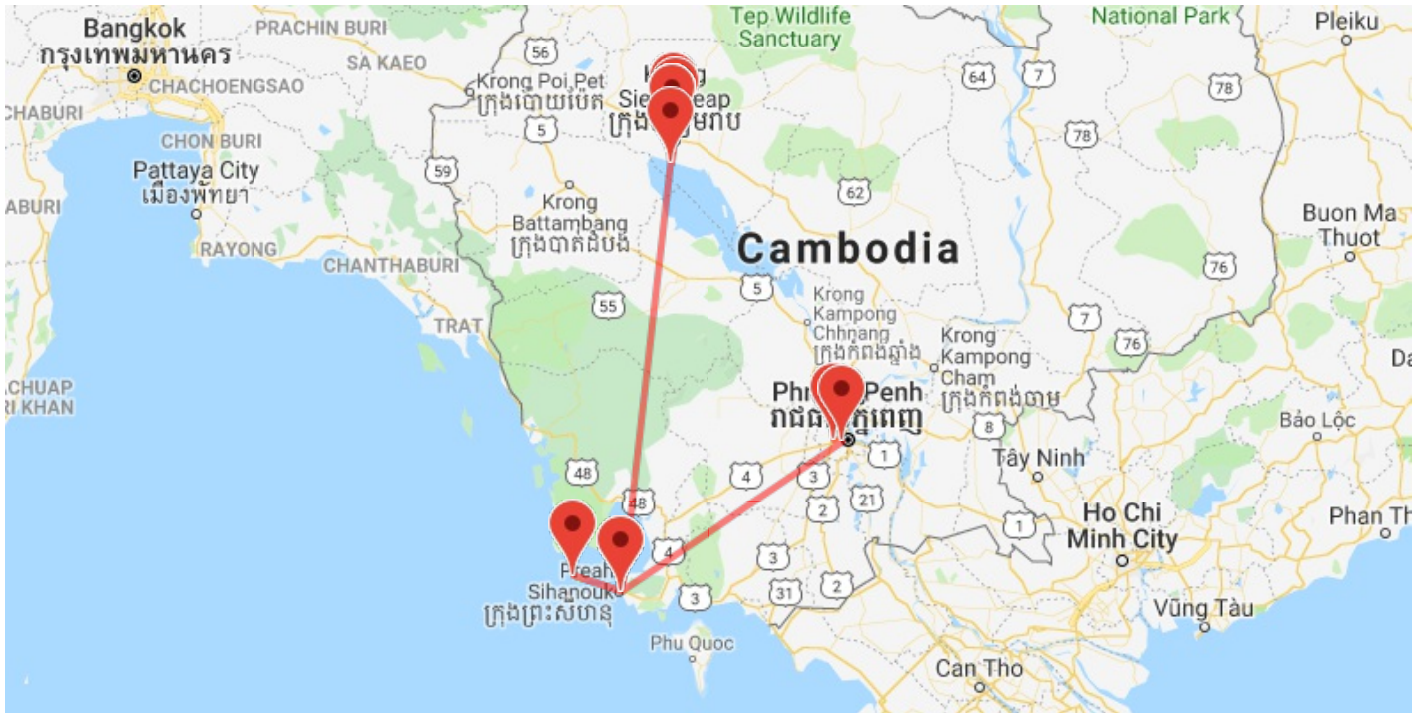 Bangkok
กรุงเทพมหานคร
PRACHIN BURI
SA KAEO
CHACHOENGSAO
CHABURI
CHON BURI
Pattaya City
เมืองพัทยา
ABURI
RAYONG
CHANTHABURI
TRAT
ACHUAP
RI KHAN
Tep Wildlife
Sanctuary
National Park
Pleiku
56
Krong Poi Pet
ក្រុងប៉ោយប៉ែត
5
59
64
7
78
78
62
Krong
Battambang
ក្រុងបាត់ដំបង
Cambodia
Buon Ma
Thuot
76
55
5
Krong
Kampong
Chhnang
ក្រុងកំពង់ឆ្នាំង
Krong
Kampong
Cham
ក្រុងកំពង់ចាម
7
76
Da
Penh
8
Bảo Lộc
Tây Ninh
48
4
3
1
21
2
1
Ho Chi
Minh City
Phan Th
48
4
3
Sihanouk
ក្រុងព្រះសីហនុ
3
31
2
Vũng Tàu
Phu Quoc
Can Tho